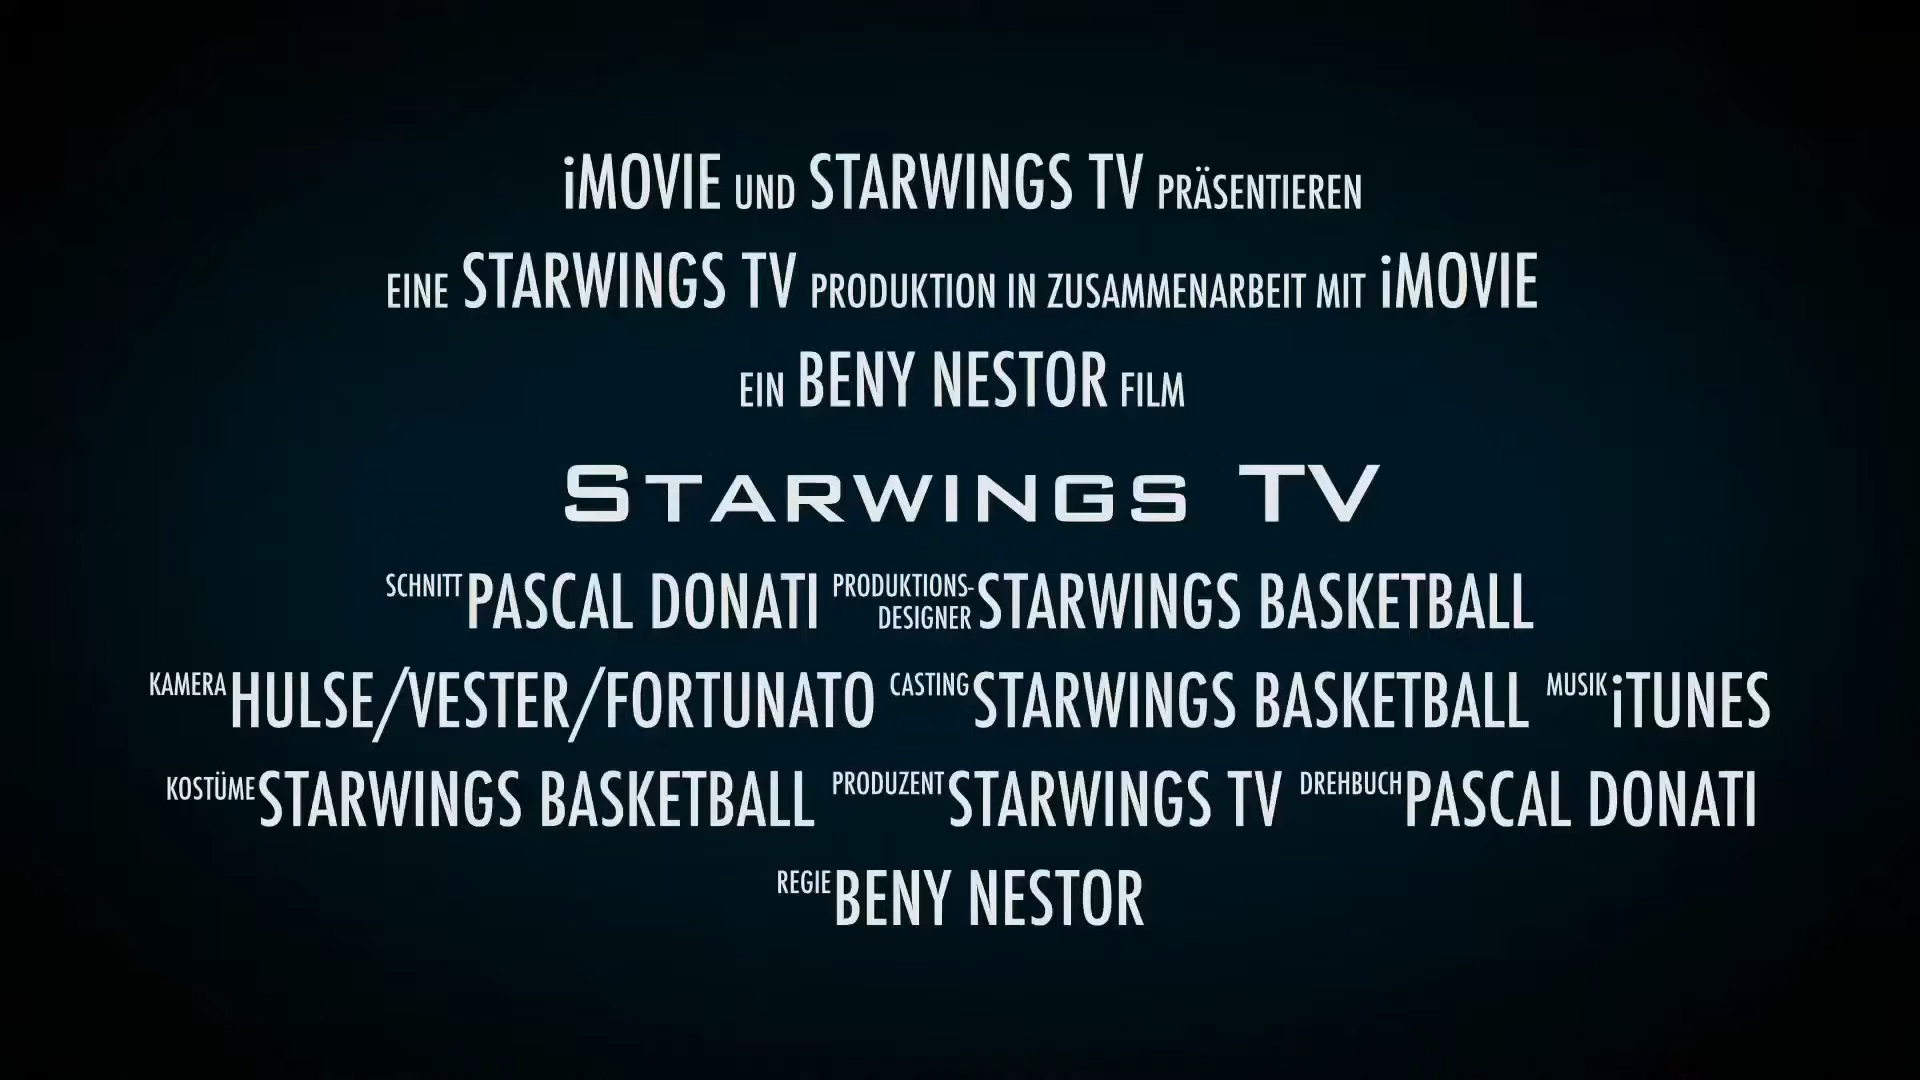 iMOVIE UND STARWINGS TV PRÄSENTIEREN
EINE STARWINGS TV PRODUKTION IN ZUSAMMENARBEIT MIT iMOVIE
EIN BENY NESTOR FILM
STARWINGS TV
SCHNITT PASCAL DONATI PRODUKTIONS-DESIGNER STARWINGS BASKETBALL
KAMERA HULSE/VESTER/FORTUNATO CASTING STARWINGS BASKETBALL MUSIK iTUNES
KOSTÜME STARWINGS BASKETBALL PRODUZENT STARWINGS TV DREHBUCH PASCAL DONATI
REGIE BENY NESTOR